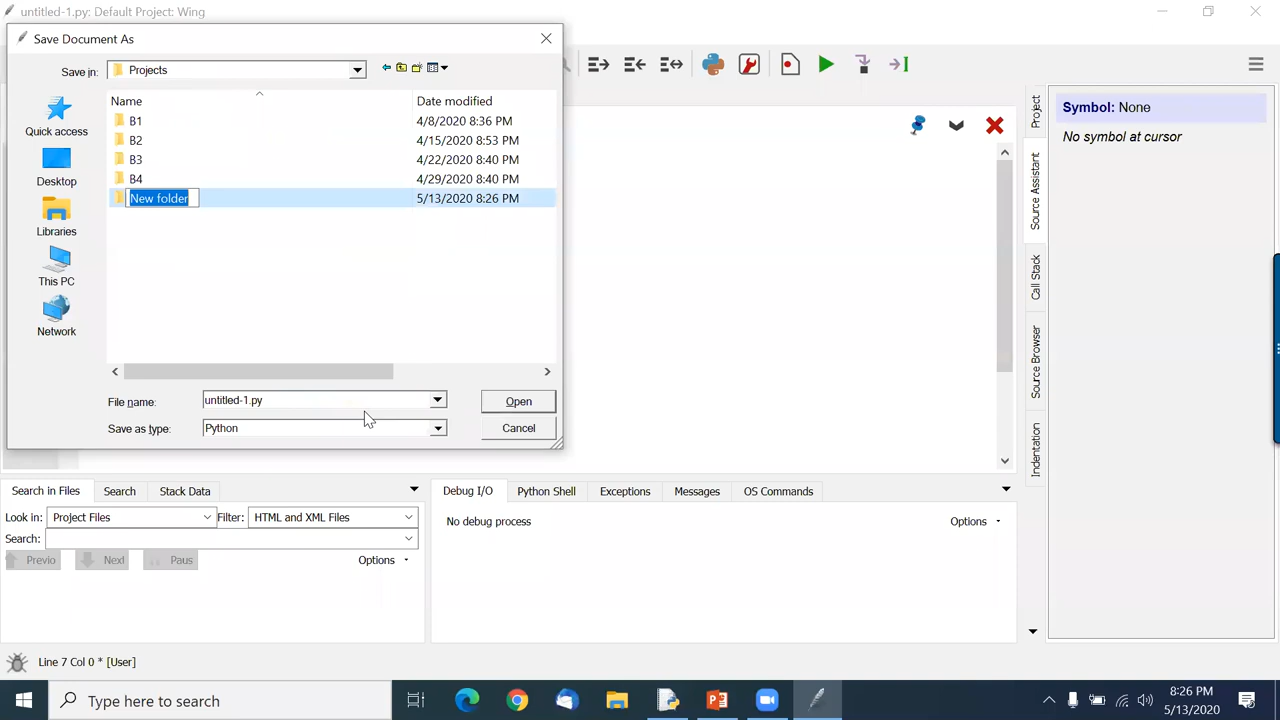 untitled-1.py: Default Project: Wing
Save Document As
Save in:
Projects
Name
Date modified
B1
4/8/2020 8:36 PM
B2
4/15/2020 8:53 PM
B3
4/22/2020 8:40 PM
B4
4/29/2020 8:40 PM
New folder
5/13/2020 8:26 PM
Quick access
Desktop
Libraries
This PC
Network
File name:
untitled-1.py
Open
Save as type:
Python
Cancel
Symbol: None
No symbol at cursor
Project
Source Assistant
Call Stack
Source Browser
Indentation
Search in Files
Search
Stack Data
Look in:
Project Files
Filter:
HTML and XML Files
Search:
Previo
Next
Paus
Options
Debug I/O
Python Shell
Exceptions
Messages
OS Commands
No debug process
Options
Line 7 Col 0 * [User]
Type here to search
8:26 PM
5/13/2020